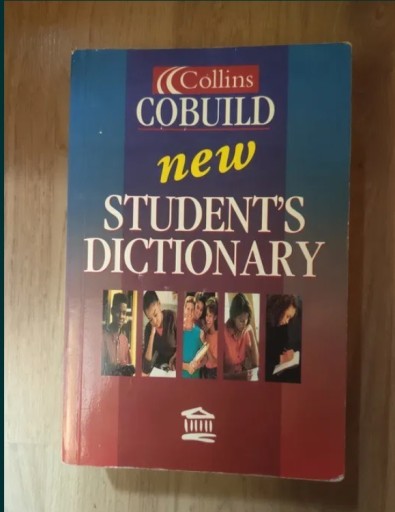 Collins
COBUILD
new
STUDENT'S
DICTIONARY